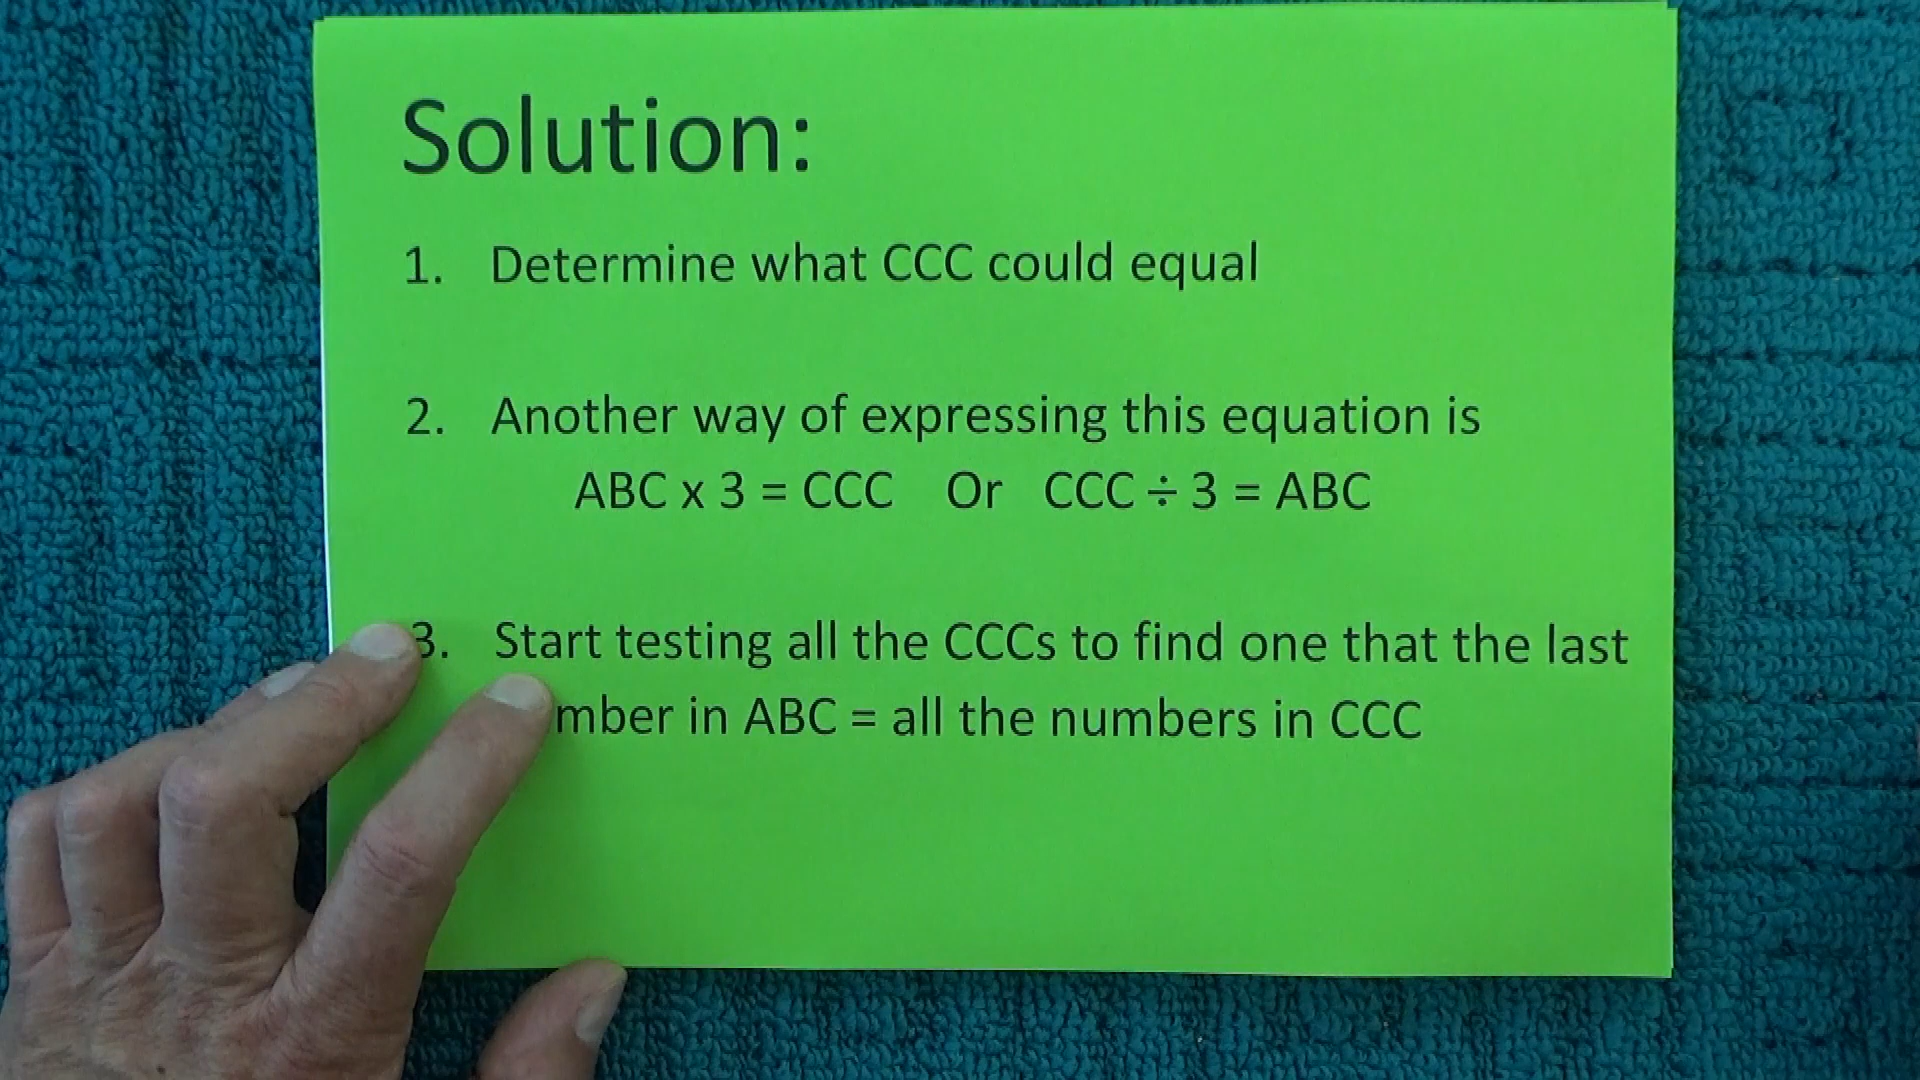 Solution:
1. Determine what CCC could equal
2. Another way of expressing this equation is
ABC x 3 = CCC Or CCC ÷ 3 = ABC
3. Start testing all the CCCs to find one that the last
mber in ABC = all the numbers in CCC